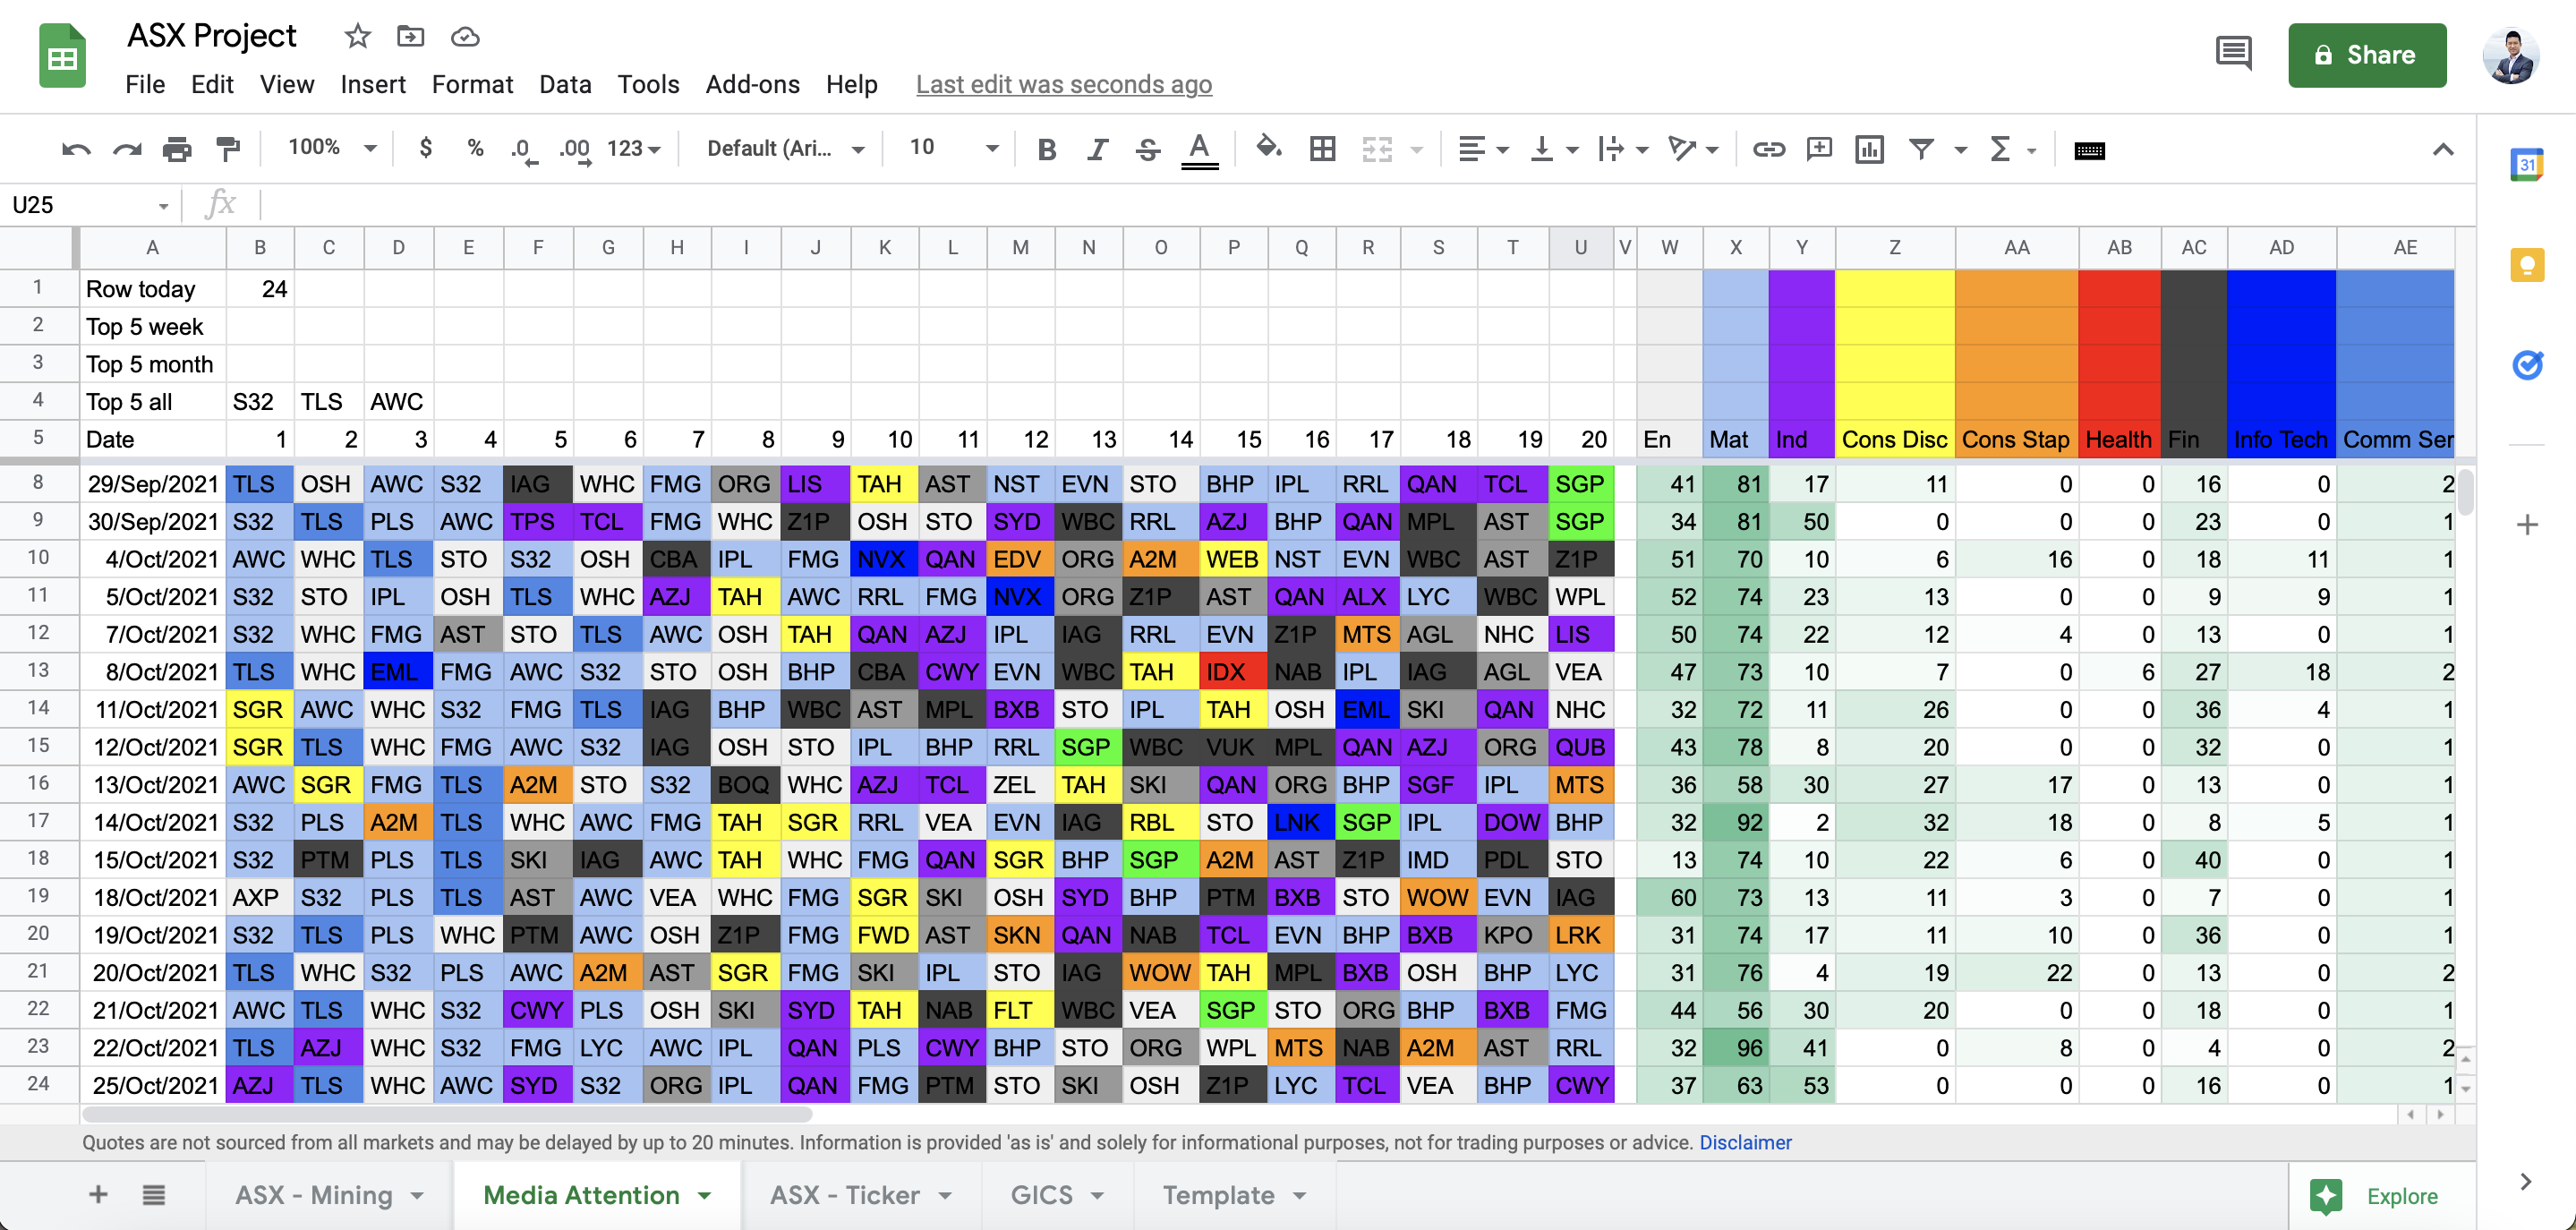 ASX Project
Share
File Edit View Insert Format Data Tools Add-ons Help Last edit was seconds ago
100% $ % .0 .00 123 Default (Ari... 10 B I S A
31
U25 fx
A B C D E F G H I J K L M N O P Q R S T U V W X Y Z AA AB AC AD AE
1 Row today 24
2 Top 5 week
3 Top 5 month
4 Top 5 all S32 TLS AWC
5 Date 1 2 3 4 5 6 7 8 9 10 11 12 13 14 15 16 17 18 19 20 En Mat Ind Cons Disc Cons Stap Health Fin Info Tech Comm Ser
8 29/Sep/2021 TLS OSH AWC S32 IAG WHC FMG ORG LIS TAH AST NST EVN STO BHP IPL RRL QAN TCL SGP 41 81 17 11 0 0 16 0 2
9 30/Sep/2021 S32 TLS PLS AWC TPS TCL FMG WHC Z1P OSH STO SYD WBC RRL AZJ BHP QAN MPL AST SGP 34 81 50 0 0 0 23 0 1
10 4/Oct/2021 AWC WHC TLS STO S32 OSH CBA IPL FMG NVX QAN EDV ORG A2M WEB NST EVN WBC AST Z1P 51 70 10 6 16 0 18 11 1
11 5/Oct/2021 S32 STO IPL OSH TLS WHC AZJ TAH AWC RRL FMG NVX ORG Z1P AST QAN ALX LYC WBC WPL 52 74 23 13 0 0 9 9 1
12 7/Oct/2021 S32 WHC FMG AST STO TLS AWC OSH TAH QAN AZJ IPL IAG RRL EVN Z1P MTS AGL NHC LIS 50 74 22 12 4 0 13 0 1
13 8/Oct/2021 TLS WHC EML FMG AWC S32 STO OSH BHP CBA CWY EVN WBC TAH IDX NAB IPL IAG AGL VEA 47 73 10 7 0 6 27 18 2
14 11/Oct/2021 SGR AWC WHC S32 FMG TLS IAG BHP WBC AST MPL BXB STO IPL TAH OSH EML SKI QAN NHC 32 72 11 26 0 0 36 4 1
15 12/Oct/2021 SGR TLS WHC FMG AWC S32 IAG OSH STO IPL BHP RRL SGP WBC VUK MPL QAN AZJ ORG QUB 43 78 8 20 0 0 32 0 1
16 13/Oct/2021 AWC SGR FMG TLS A2M STO S32 BOQ WHC AZJ TCL ZEL TAH SKI QAN ORG BHP SGF IPL MTS 36 58 30 27 17 0 13 0 1
17 14/Oct/2021 S32 PLS A2M TLS WHC AWC FMG TAH SGR RRL VEA EVN IAG RBL STO LNK SGP IPL DOW BHP 32 92 2 32 18 0 8 5 1
18 15/Oct/2021 S32 PTM PLS TLS SKI IAG AWC TAH WHC FMG QAN SGR BHP SGP A2M AST Z1P IMD PDL STO 13 74 10 22 6 0 40 0 1
19 18/Oct/2021 AXP S32 PLS TLS AST AWC VEA WHC FMG SGR SKI OSH SYD BHP PTM BXB STO WOW EVN IAG 60 73 13 11 3 0 7 0 1
20 19/Oct/2021 S32 TLS PLS WHC PTM AWC OSH Z1P FMG FWD AST SKN QAN NAB TCL EVN BHP BXB KPO LRK 31 74 17 11 10 0 36 0 1
21 20/Oct/2021 TLS WHC S32 PLS AWC A2M AST SGR FMG SKI IPL STO IAG WOW TAH MPL BXB OSH BHP LYC 31 76 4 19 22 0 13 0 2
22 21/Oct/2021 AWC TLS WHC S32 CWY PLS OSH SKI SYD TAH NAB FLT WBC VEA SGP STO ORG BHP BXB FMG 44 56 30 20 0 0 18 0 1
23 22/Oct/2021 TLS AZJ WHC S32 FMG LYC AWC IPL QAN PLS CWY BHP STO ORG WPL MTS NAB A2M AST RRL 32 96 41 0 8 0 4 0 2
24 25/Oct/2021 AZJ TLS WHC AWC SYD S32 ORG IPL QAN FMG PTM STO SKI OSH Z1P LYC TCL VEA BHP CWY 37 63 53 0 0 0 16 0 1
Quotes are not sourced from all markets and may be delayed by up to 20 minutes. Information is provided 'as is' and solely for informational purposes, not for trading purposes or advice. Disclaimer
ASX - Mining Media Attention ASX - Ticker GICS Template Explore